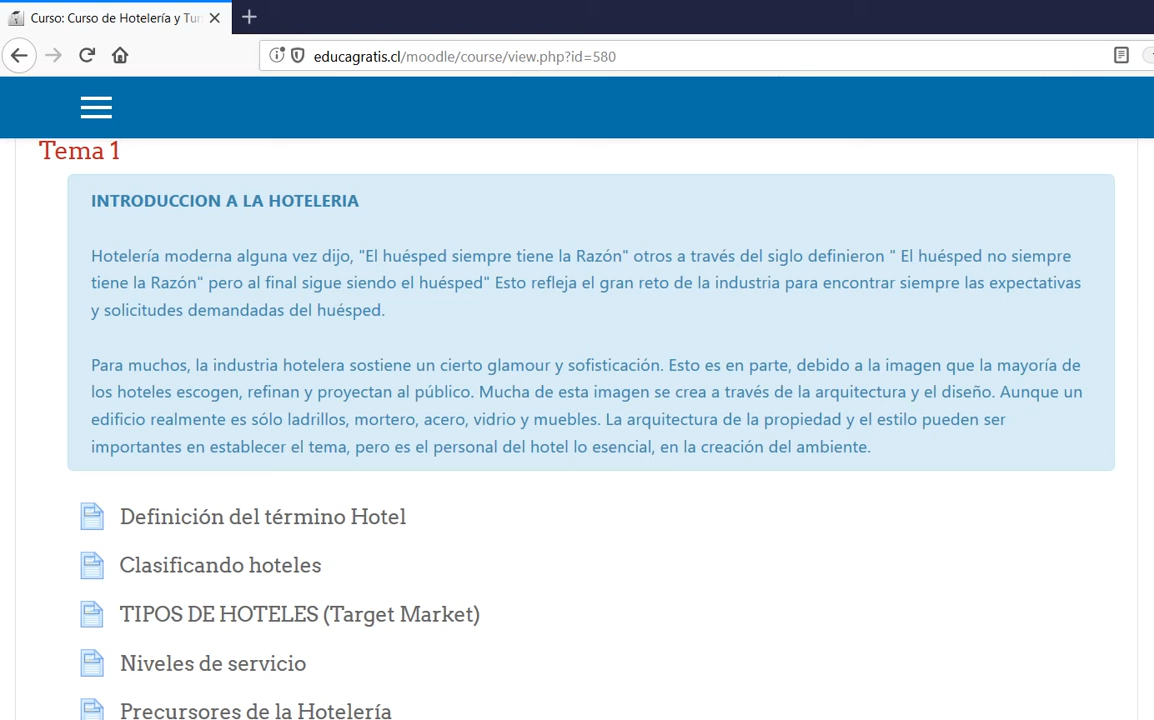 Curso: Curso de Hotelería y Tur
educagratis.cl/moodle/course/view.php?id=580
Tema 1
INTRODUCCION A LA HOTELERIA
Hotelería moderna alguna vez dijo, "El huésped siempre tiene la Razón" otros a través del siglo definieron " El huésped no siempre
tiene la Razón" pero al final sigue siendo el huésped" Esto refleja el gran reto de la industria para encontrar siempre las expectativas
y solicitudes demandadas del huésped.
Para muchos, la industria hotelera sostiene un cierto glamour y sofisticación. Esto es en parte, debido a la imagen que la mayoría de
los hoteles escogen, refinan y proyectan al público. Mucha de esta imagen se crea a través de la arquitectura y el diseño. Aunque un
edificio realmente es sólo ladrillos, mortero, acero, vidrio y muebles. La arquitectura de la propiedad y el estilo pueden ser
importantes en establecer el tema, pero es el personal del hotel lo esencial, en la creación del ambiente.
Definición del término Hotel
Clasificando hoteles
TIPOS DE HOTELES (Target Market)
Niveles de servicio
Precursores de la Hotelería